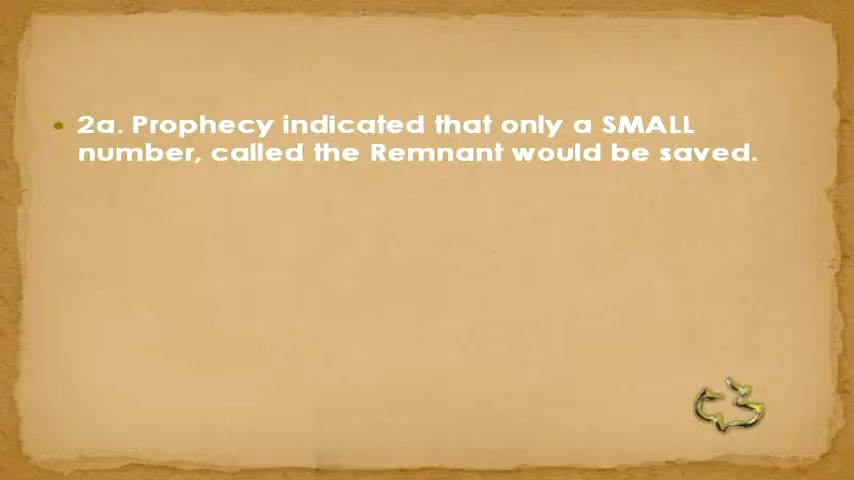 • 2a. Prophecy indicated that only a SMALL
number, called the Remnant would be saved.